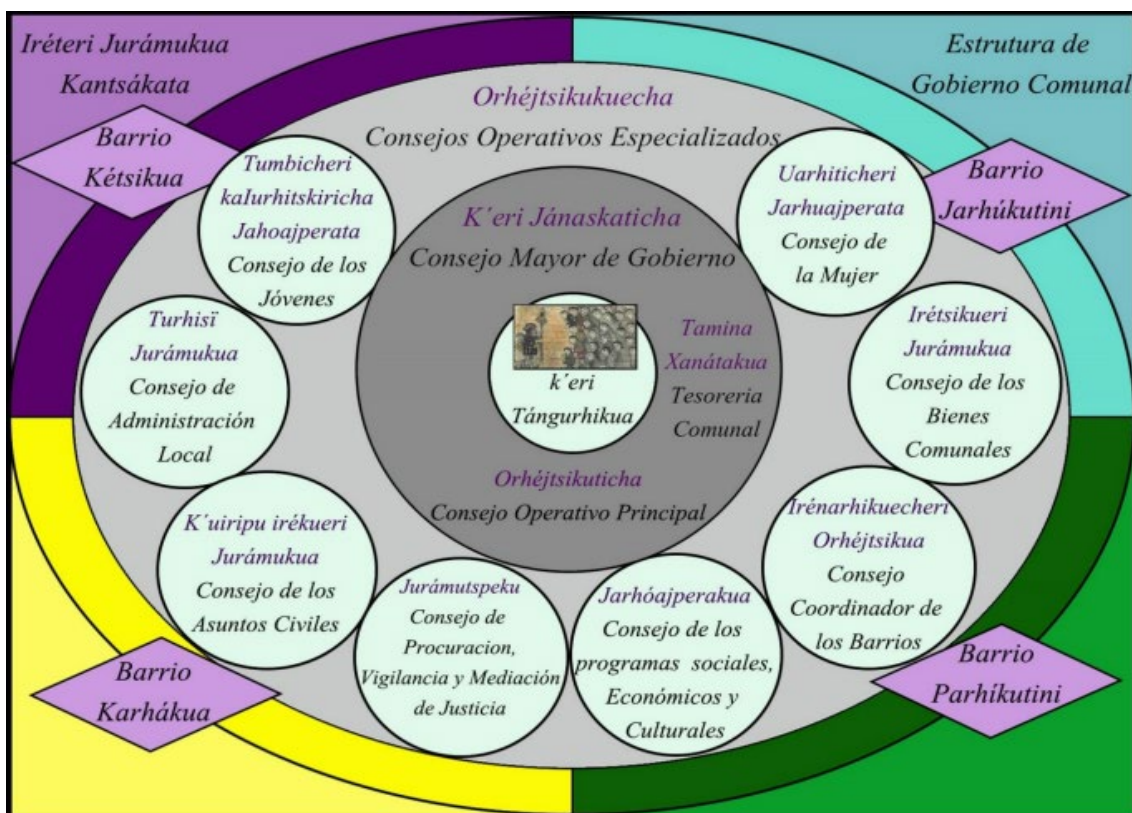 Iréteri Jurámukua
Kantsákata
Estrutura de
Gobierno Comunal
Barrio
Kétsikua
Barrio
Jarhúkutini
Orhéjtsikukuecha
Consejos Operativos Especializados
Tumbicheri
kaIurhitskiricha
Jahoajperata
Consejo de los
Jóvenes
Uarhiticheri
Jarhuajperata
Consejo de
la Mujer
K´eri Jánaskaticha
Consejo Mayor de Gobierno
k´eri
Tángurhikua
Tamina
Xanátakua
Tesoreria
Comunal
Orhéjtsikuticha
Consejo Operativo Principal
Turhisï
Jurámukua
Consejo de
Administración
Local
Irétsikueri
Jurámukua
Consejo de los
Bienes
Comunales
K´uiripu irékueri
Jurámukua
Consejo de los
Asuntos Civiles
Jurámutspeku
Consejo de
Procuracion,
Vigilancia y Mediación
de Justicia
Jarhóajperakua
Consejo de los
programas sociales,
Económicos y
Culturales
Irénarhikuecheri
Orhéjtsikua
Consejo
Coordinador de
los Barrios
Barrio
Karhákua
Barrio
Parhíkutini